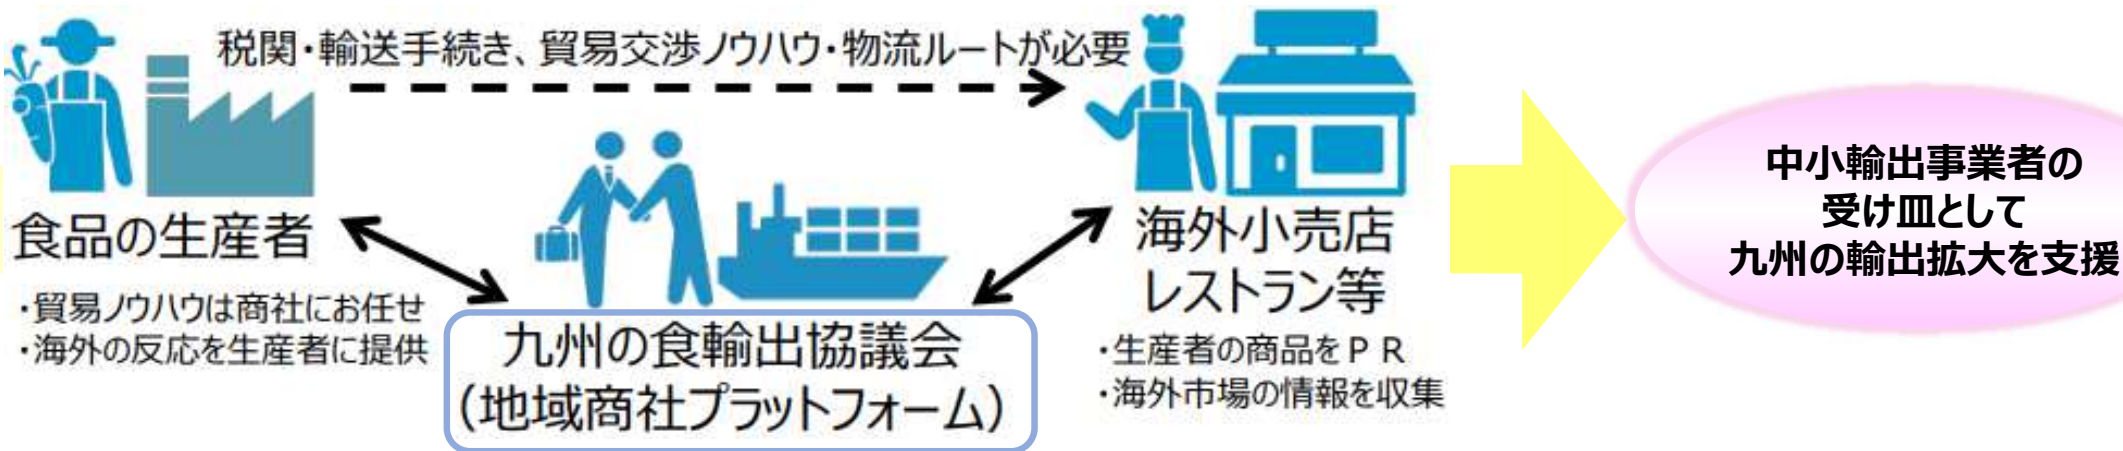 税関・輸送手続き、貿易交渉ノウハウ・物流ルートが必要
食品の生産者
・貿易ノウハウは商社にお任せ
・海外の反応を生産者に提供
九州の食輸出協議会
（地域商社プラットフォーム）
海外小売店
レストラン等
・生産者の商品をＰＲ
・海外市場の情報を収集
中小輸出事業者の
受け皿として
九州の輸出拡大を支援